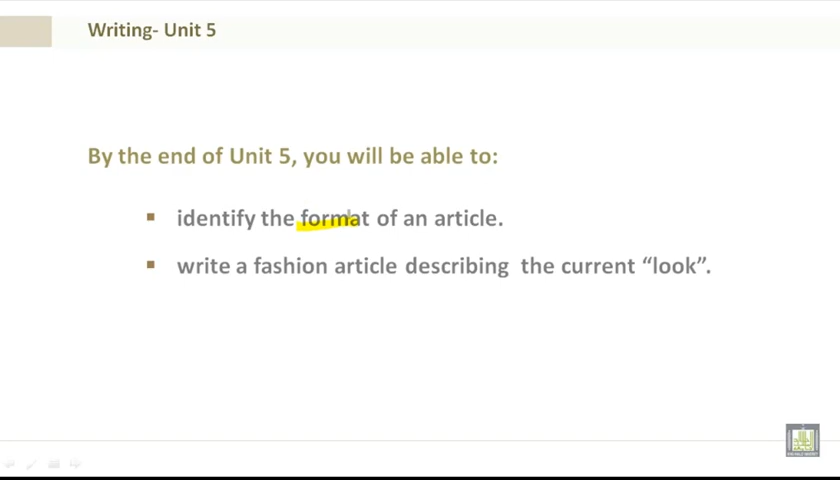 Writing- Unit 5
By the end of Unit 5, you will be able to:
identify the format of an article.
write a fashion article describing the current “look”.